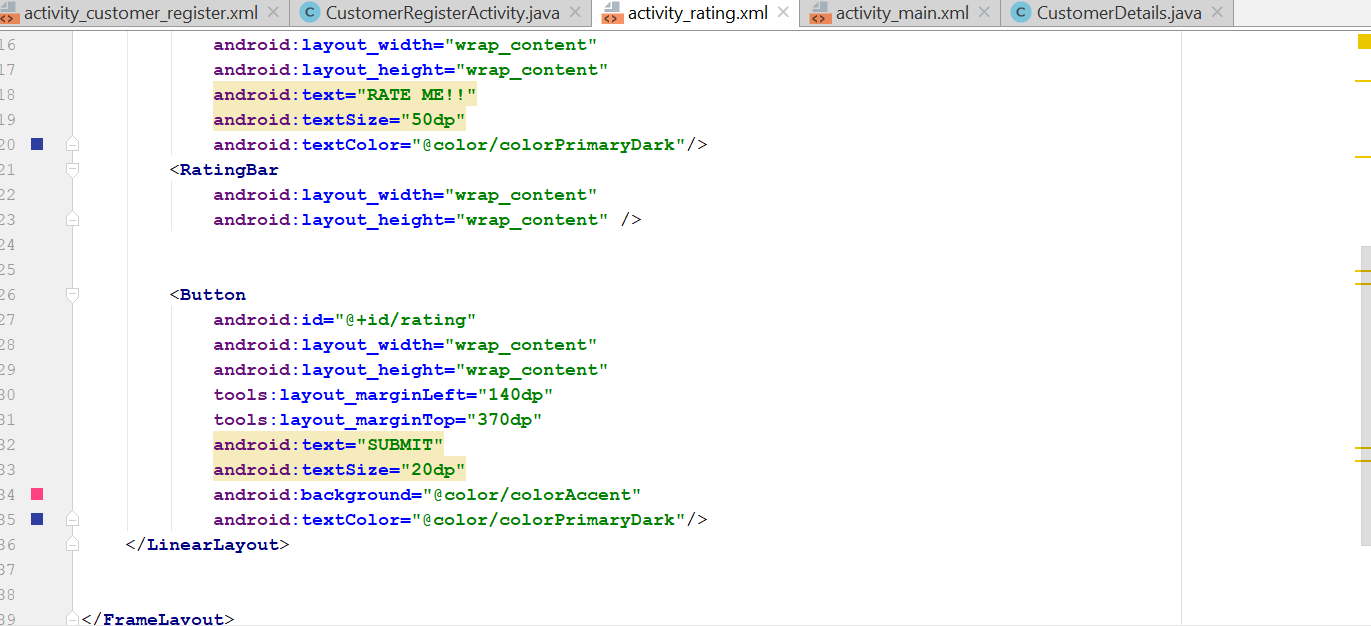 activity_customer_register.xml × C CustomerRegisterActivity.java × activity_rating.xml × activity_main.xml × C CustomerDetails.java ×
16 android:layout_width="wrap_content"
17 android:layout_height="wrap_content"
18 android:text="RATE ME!!"
19 android:textSize="50dp"
20 android:textColor="@color/colorPrimaryDark"/>
21 <RatingBar
22 android:layout_width="wrap_content"
23 android:layout_height="wrap_content" />
24
25
26 <Button
27 android:id="@+id/rating"
28 android:layout_width="wrap_content"
29 android:layout_height="wrap_content"
30 tools:layout_marginLeft="140dp"
31 tools:layout_marginTop="370dp"
32 android:text="SUBMIT"
33 android:textSize="20dp"
34 android:background="@color/colorAccent"
35 android:textColor="@color/colorPrimaryDark"/>
36 </LinearLayout>
37
38
39 </FrameLayout>